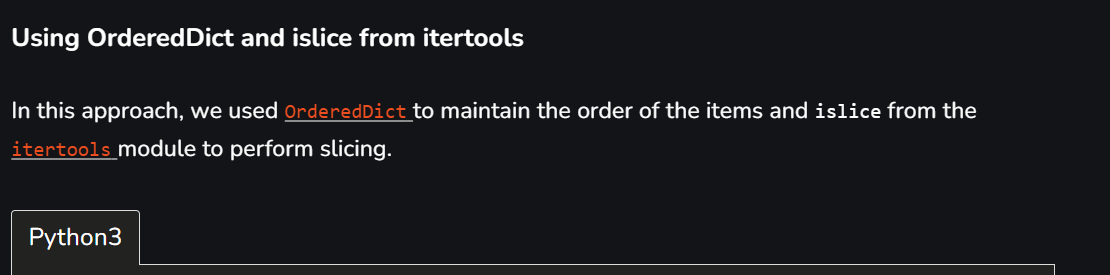 Using OrderedDict and islice from itertools
In this approach, we used OrderedDict to maintain the order of the items and islice from the
itertools module to perform slicing.
Python3